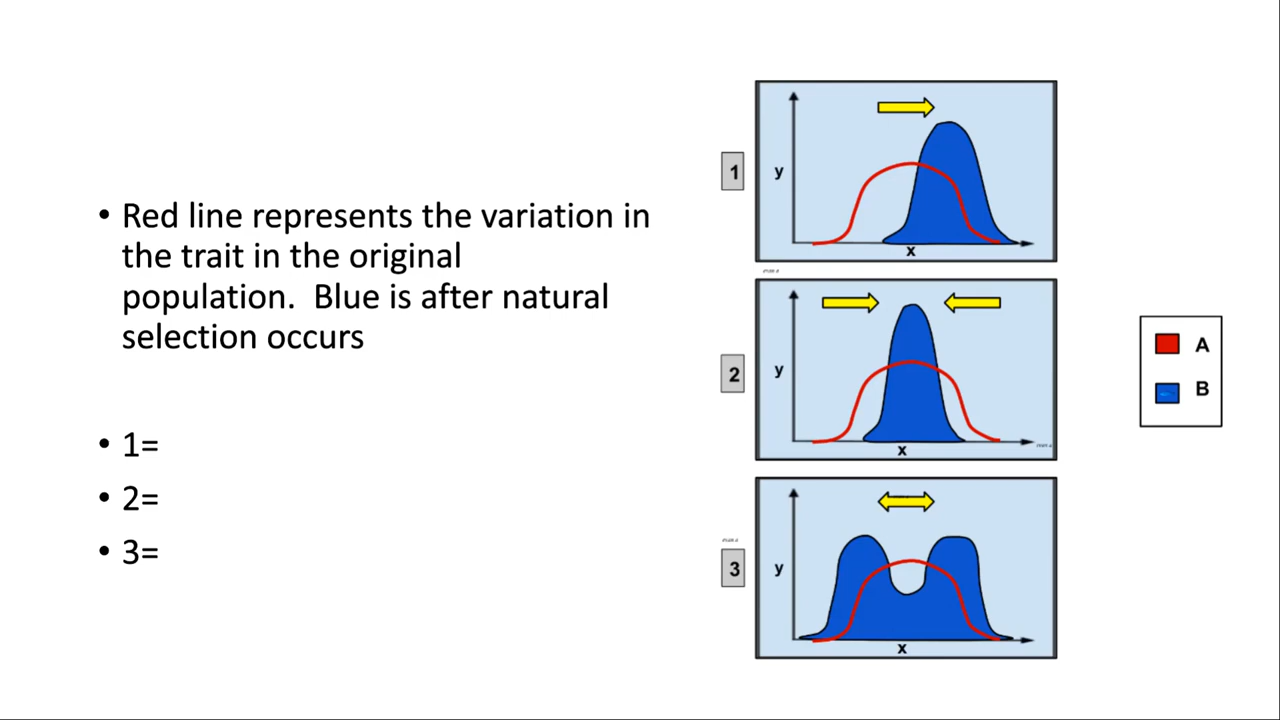 • Red line represents the variation in
the trait in the original
population.  Blue is after natural
selection occurs
• 1=
• 2=
• 3=
1
y
x
2
y
x
3
y
x
A
B